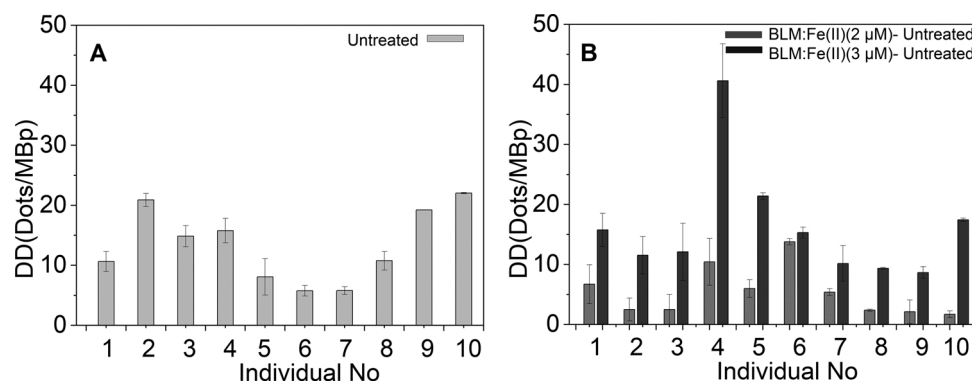 A
Untreated
DD(Dots/MBp)
50
40
30
20
10
0
1 2 3 4 5 6 7 8 9 10
Individual No
B
BLM:Fe(II)(2 µM)- Untreated
BLM:Fe(II)(3 µM)- Untreated
DD(Dots/MBp)
50
40
30
20
10
0
1 2 3 4 5 6 7 8 9 10
Individual No